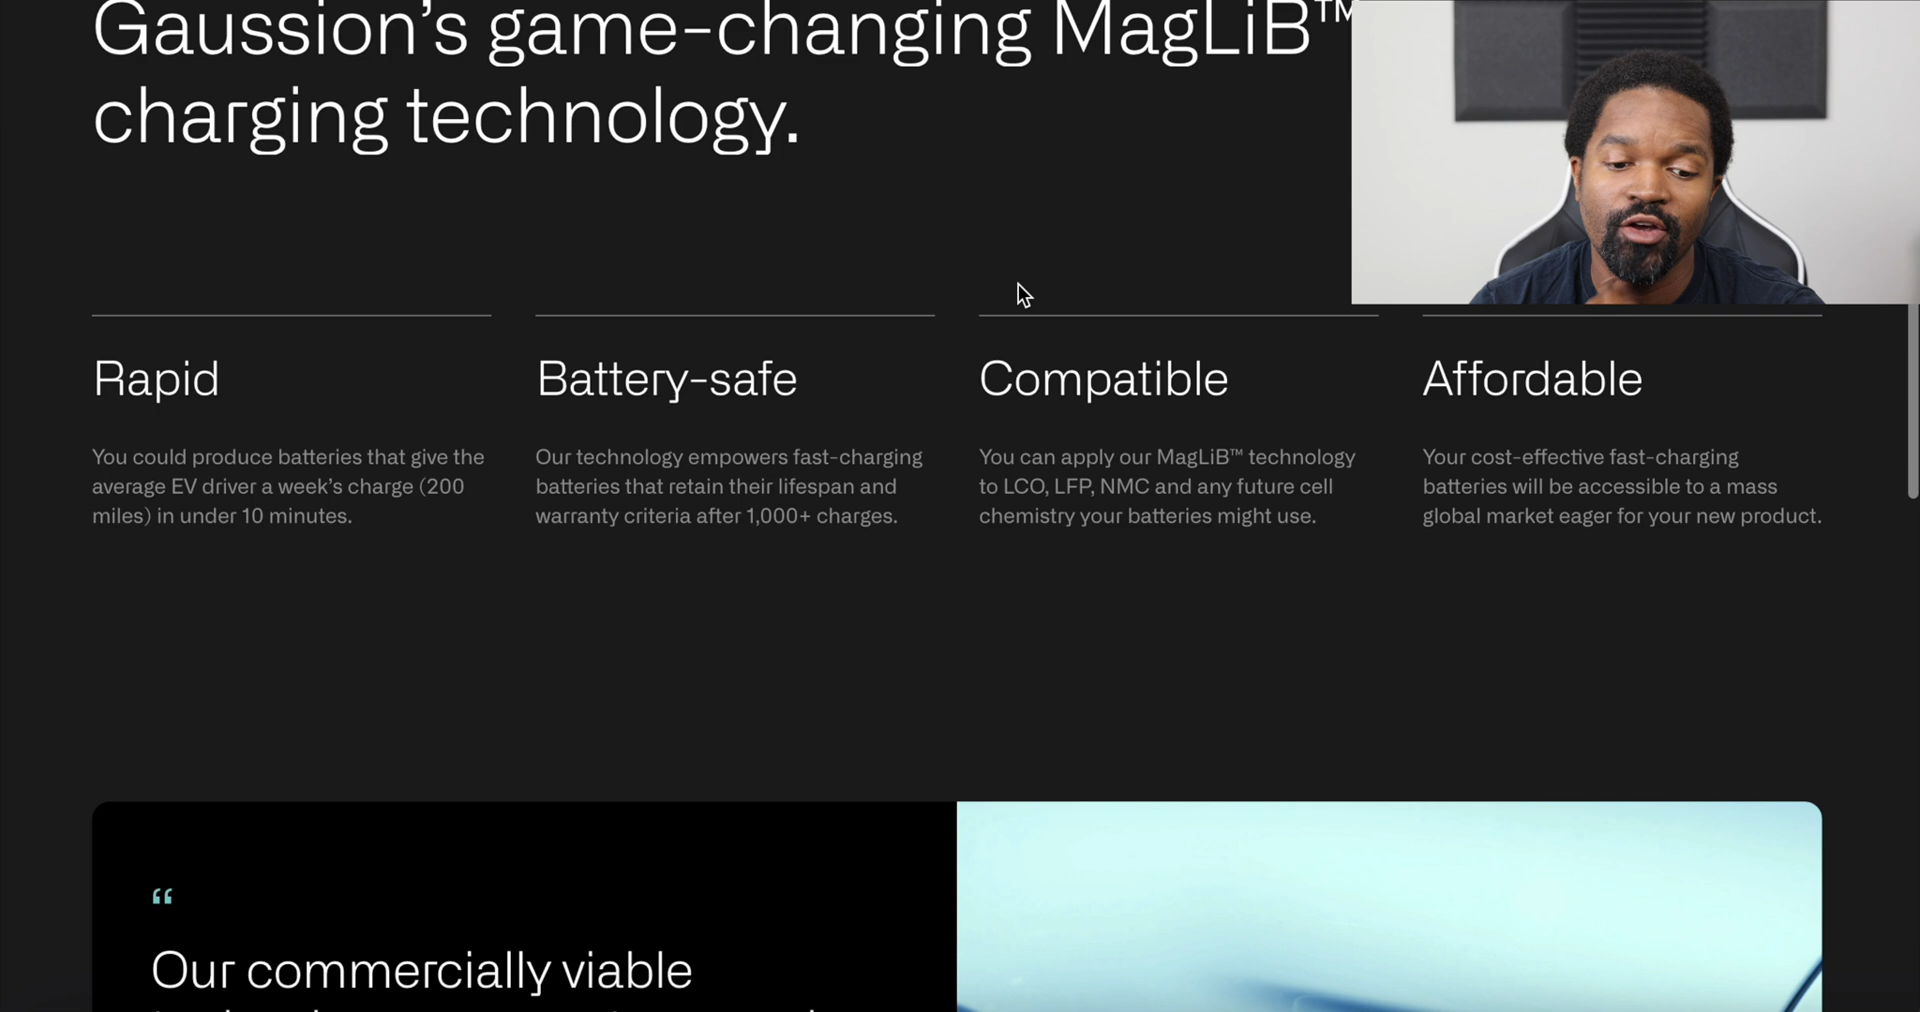 Gaussion’s game-changing MagLiB™
charging technology.
Rapid
You could produce batteries that give the
average EV driver a week’s charge (200
miles) in under 10 minutes.
Battery-safe
Our technology empowers fast-charging
batteries that retain their lifespan and
warranty criteria after 1,000+ charges.
Compatible
You can apply our MagLiB™ technology
to LCO, LFP, NMC and any future cell
chemistry your batteries might use.
Affordable
Your cost-effective fast-charging
batteries will be accessible to a mass
global market eager for your new product.
“
Our commercially viable